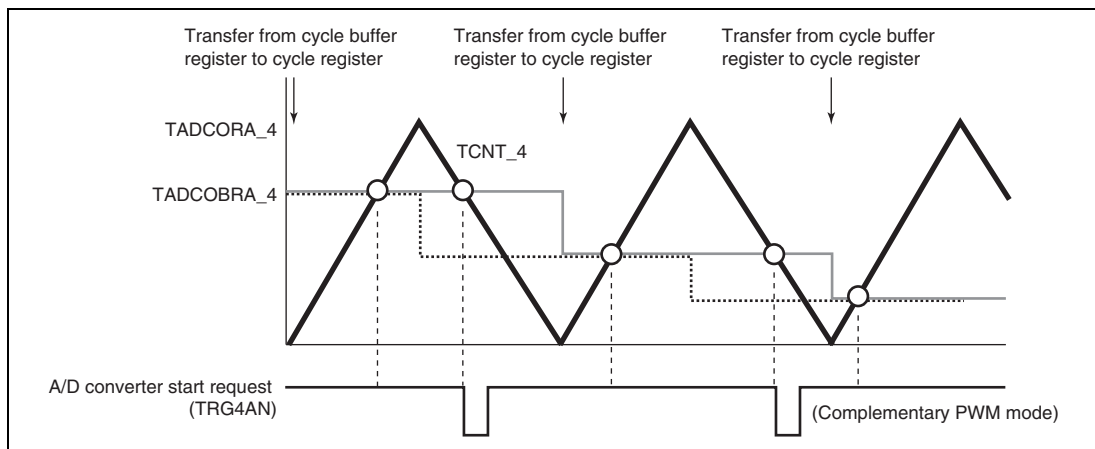 Transfer from cycle buffer
register to cycle register
Transfer from cycle buffer
register to cycle register
Transfer from cycle buffer
register to cycle register
TADCORA_4
TCNT_4
TADCOBRA_4
A/D converter start request
(TRG4AN)
(Complementary PWM mode)